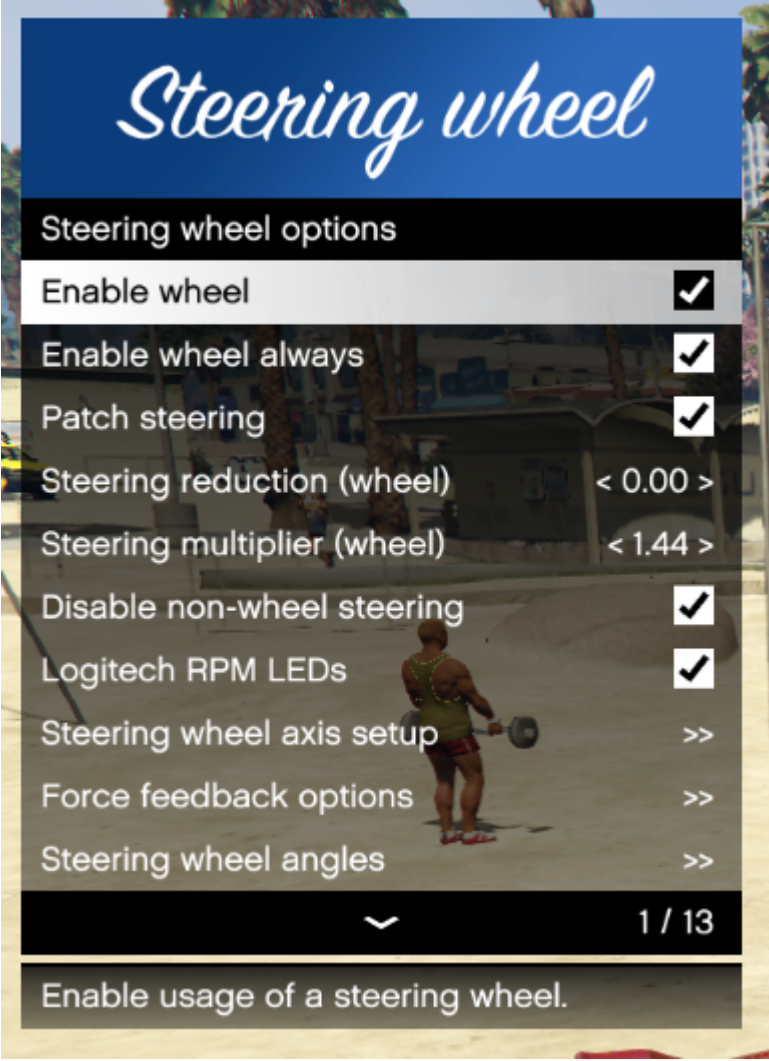 Steering wheel
Steering wheel options
Enable wheel
Enable wheel always
Patch steering
Steering reduction (wheel) < 0.00 >
Steering multiplier (wheel) < 1.44 >
Disable non-wheel steering
Logitech RPM LEDs
Steering wheel axis setup >>
Force feedback options >>
Steering wheel angles >>
1 / 13
Enable usage of a steering wheel.